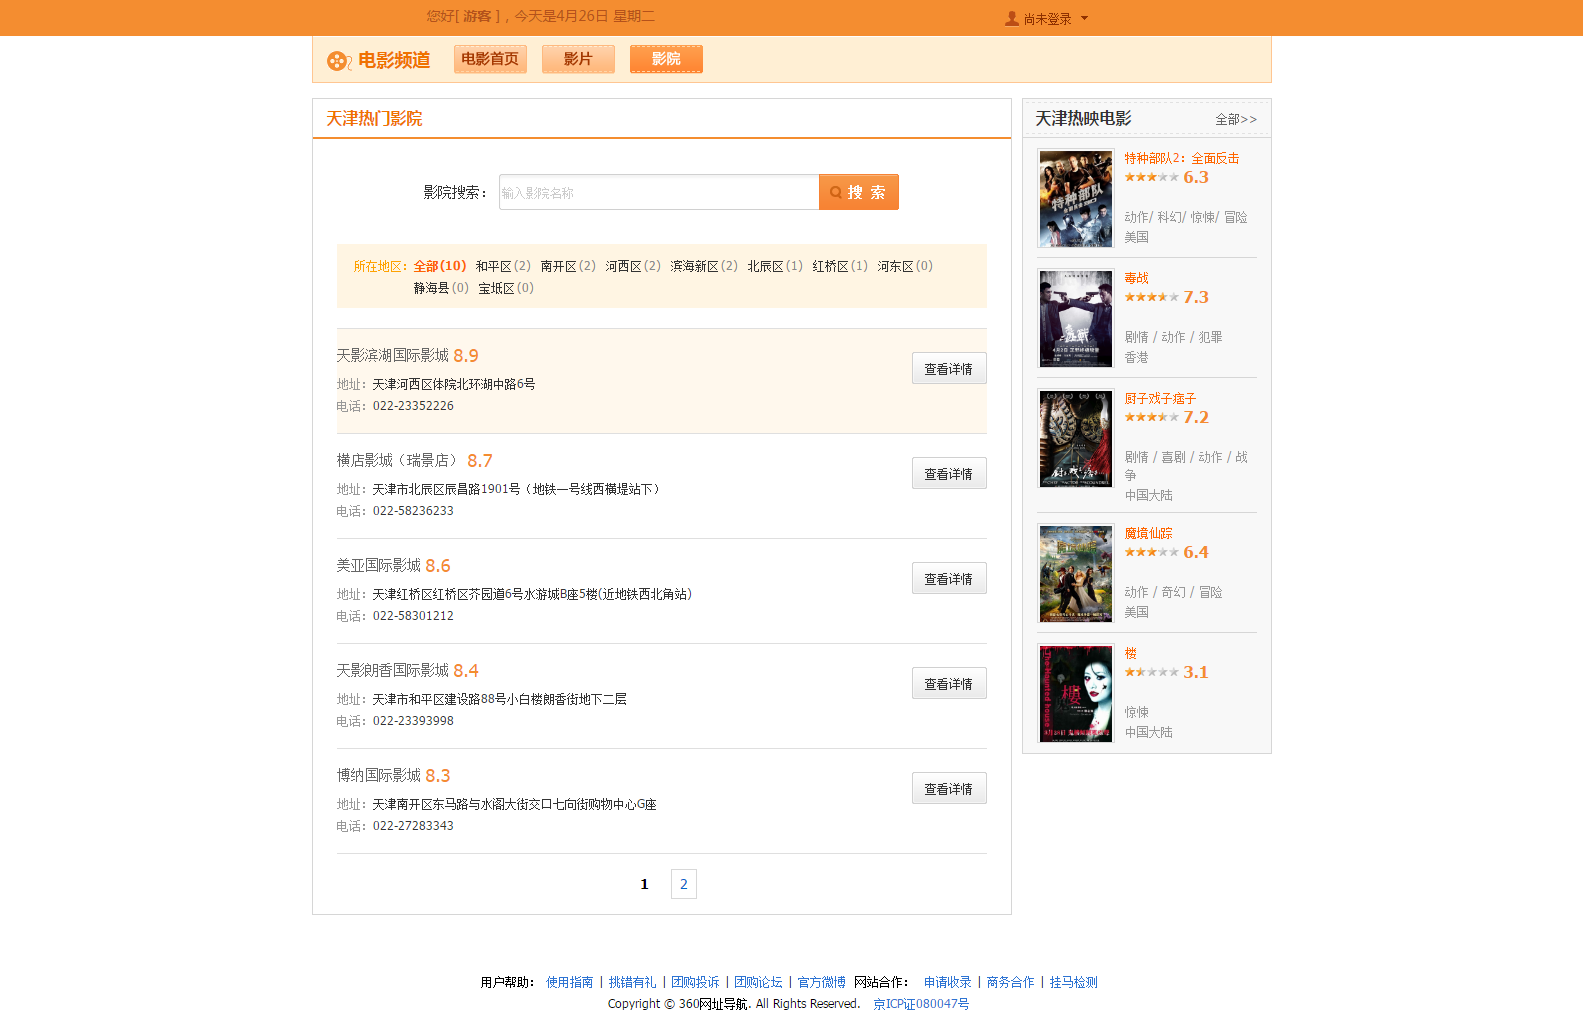 您好[ 游客 ]，今天是4月26日 星期二
尚未登录
电影频道
电影首页
影片
影院
天津热门影院
影院搜索：
输入影院名称
搜 索
所在地区： 全部(10) 和平区(2) 南开区(2) 河西区(2) 滨海新区(2) 北辰区(1) 红桥区(1) 河东区(0)
静海县(0) 宝坻区(0)
天影滨湖国际影城 8.9
地址：天津河西区体院北环湖中路6号
电话：022-23352226
查看详情
横店影城（瑞景店） 8.7
地址：天津市北辰区辰昌路1901号（地铁一号线西横堤站下）
电话：022-58236233
查看详情
美亚国际影城 8.6
地址：天津红桥区红桥区芥园道6号水游城B座5楼(近地铁西北角站)
电话：022-58301212
查看详情
天影朗香国际影城 8.4
地址：天津市和平区建设路88号小白楼朗香街地下二层
电话：022-23393998
查看详情
博纳国际影城 8.3
地址：天津南开区东马路与水阁大街交口七向街购物中心G座
电话：022-27283343
查看详情
1 2
天津热映电影
全部>>
特种部队
特种部队2：全面反击
6.3
动作/ 科幻/ 惊悚/ 冒险
美国
毒战
7.3
剧情 / 动作 / 犯罪
香港
厨子戏子痞子
7.2
剧情 / 喜剧 / 动作 / 战
争
中国大陆
魔境仙踪
6.4
动作 / 奇幻 / 冒险
美国
The Haunted house
樓
楼
3.1
惊悚
中国大陆
用户帮助： 使用指南 | 挑错有礼 | 团购投诉 | 团购论坛 | 官方微博 网站合作： 申请收录 | 商务合作 | 挂马检测
Copyright © 360网址导航. All Rights Reserved. 京ICP证080047号